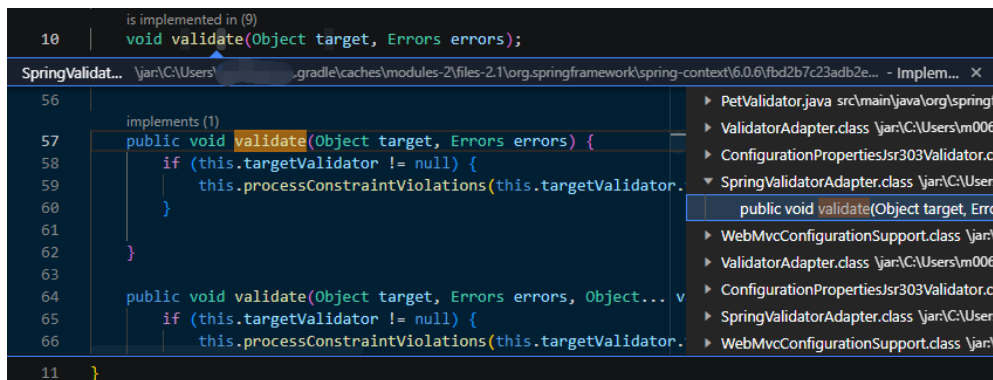 is implemented in (9)
10 void validate(Object target, Errors errors);
SpringValidat... \jar:\C:\Users\ .gradle\caches\modules-2\files-2.1\org.springframework\spring-context\6.0.6\fbd2b7c23adb2e... - Implem... ×
56
implements (1)
57 public void validate(Object target, Errors errors) {
58 if (this.targetValidator != null) {
59 this.processConstraintViolations(this.targetValidator.
60 }
61
62 }
63
64 public void validate(Object target, Errors errors, Object... v
65 if (this.targetValidator != null) {
66 this.processConstraintViolations(this.targetValidator.
PetValidator.java src\main\java\org\springf
ValidatorAdapter.class \jar:\C:\Users\m006
ConfigurationPropertiesJsr303Validator.c
SpringValidatorAdapter.class \jar:\C:\User
public void validate(Object target, Erro
WebMvcConfigurationSupport.class \jar:\
ValidatorAdapter.class \jar:\C:\Users\m006
ConfigurationPropertiesJsr303Validator.c
SpringValidatorAdapter.class \jar:\C:\User
WebMvcConfigurationSupport.class \jar:\
11 }